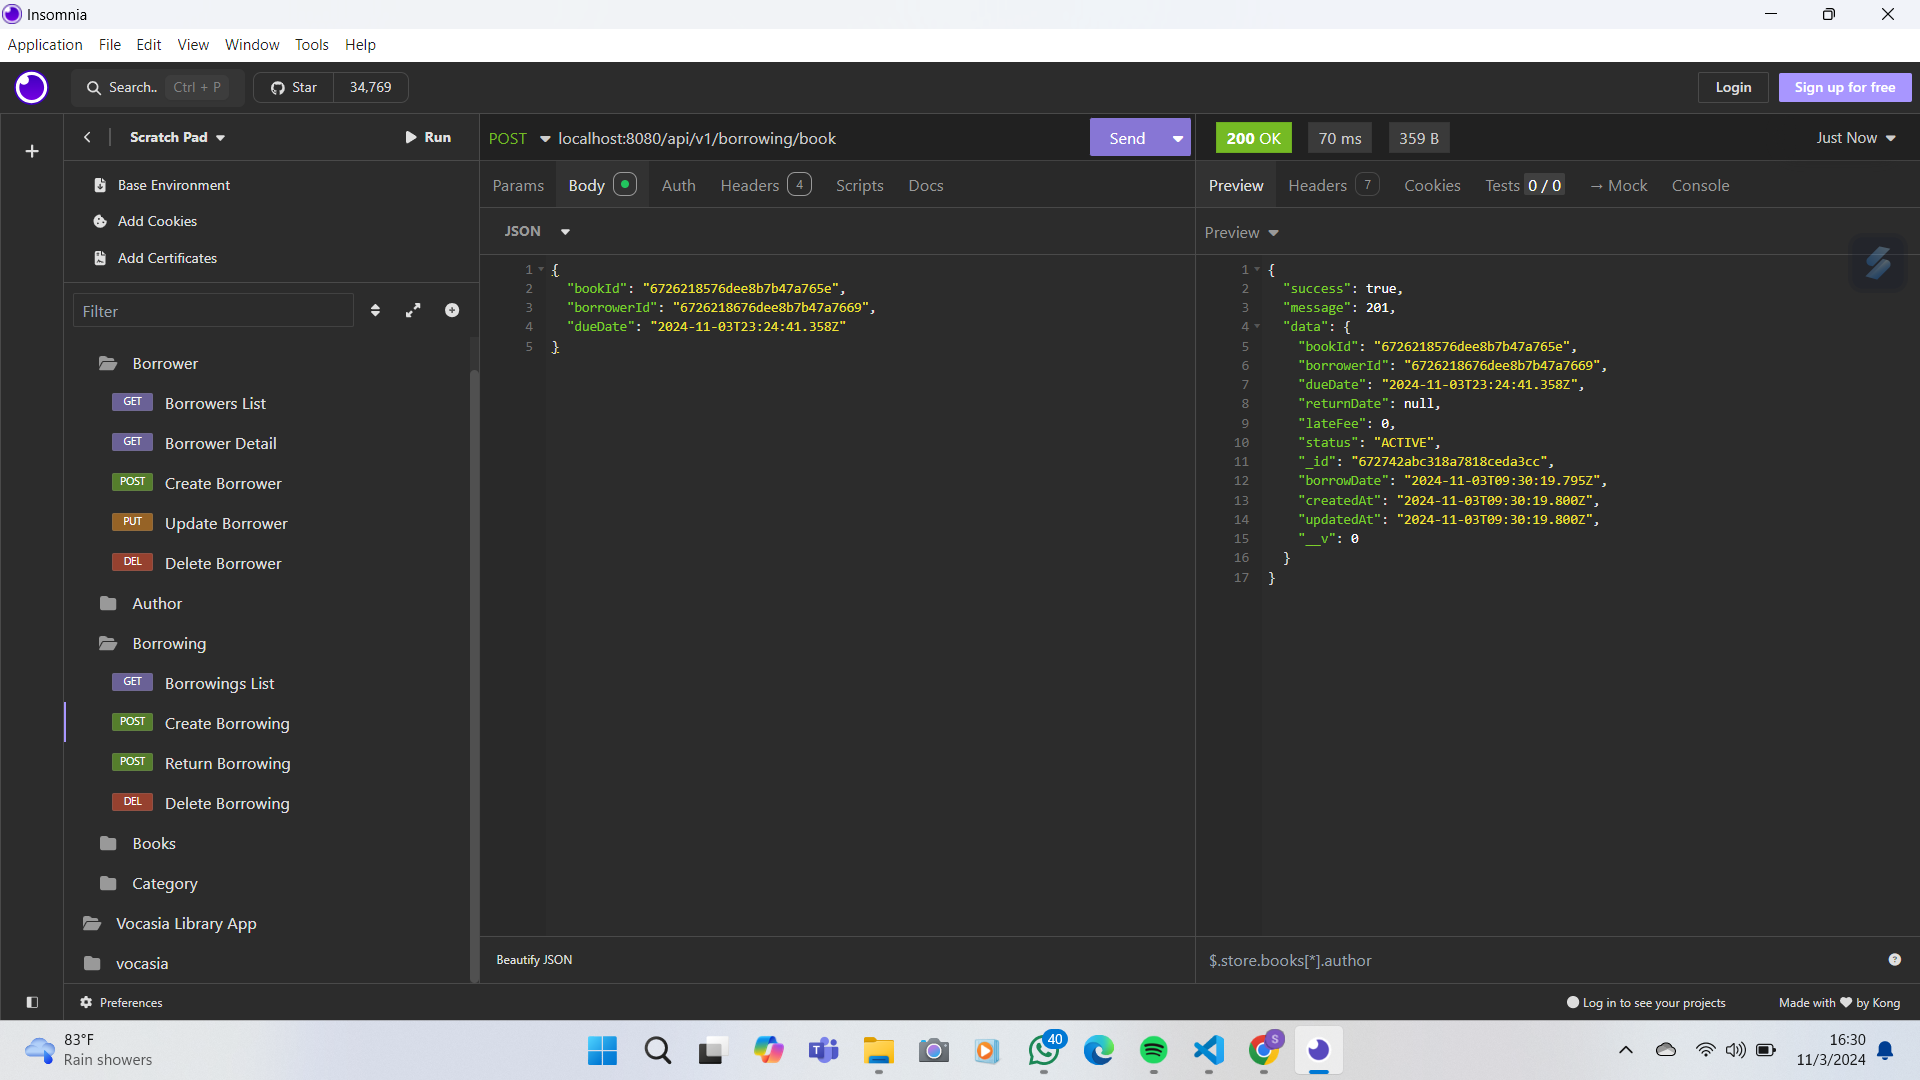 Insomnia
Application File Edit View Window Tools Help
Search.. Ctrl + P Star 34,769 Login Sign up for free
Scratch Pad Run
Base Environment
Add Cookies
Add Certificates
Filter
Borrower
GET Borrowers List
GET Borrower Detail
POST Create Borrower
PUT Update Borrower
DEL Delete Borrower
Author
Borrowing
GET Borrowings List
POST Create Borrowing
POST Return Borrowing
DEL Delete Borrowing
Books
Category
Vocasia Library App
vocasia
Preferences
POST localhost:8080/api/v1/borrowing/book Send
Params Body Auth Headers 4 Scripts Docs
JSON
1 {
2 "bookId": "6726218576dee8b7b47a765e",
3 "borrowerId": "6726218676dee8b7b47a7669",
4 "dueDate": "2024-11-03T23:24:41.358Z"
5 }
Beautify JSON
200 OK 70 ms 359 B Just Now
Preview Headers 7 Cookies Tests 0 / 0 → Mock Console
Preview
1 {
2 "success": true,
3 "message": 201,
4 "data": {
5 "bookId": "6726218576dee8b7b47a765e",
6 "borrowerId": "6726218676dee8b7b47a7669",
7 "dueDate": "2024-11-03T23:24:41.358Z",
8 "returnDate": null,
9 "lateFee": 0,
10 "status": "ACTIVE",
11 "_id": "672742abc318a7818ceda3cc",
12 "borrowDate": "2024-11-03T09:30:19.795Z",
13 "createdAt": "2024-11-03T09:30:19.800Z",
14 "updatedAt": "2024-11-03T09:30:19.800Z",
15 "__v": 0
16 }
17 }
$.store.books[*].author
Log in to see your projects Made with ❤ by Kong
83°F
Rain showers
40
S
16:30
11/3/2024